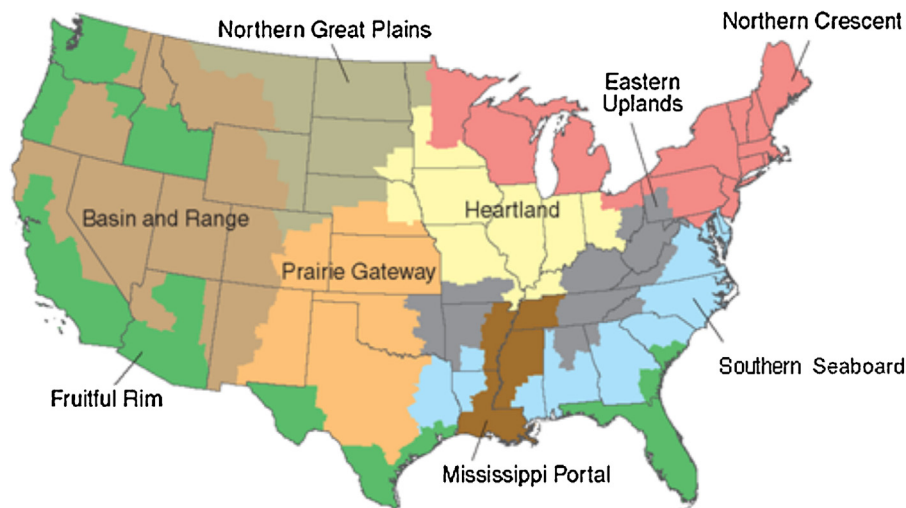 Northern Crescent
Northern Great Plains
Eastern
Uplands
Basin and Range
Heartland
Prairie Gateway
Southern Seaboard
Fruitful Rim
Mississippi Portal